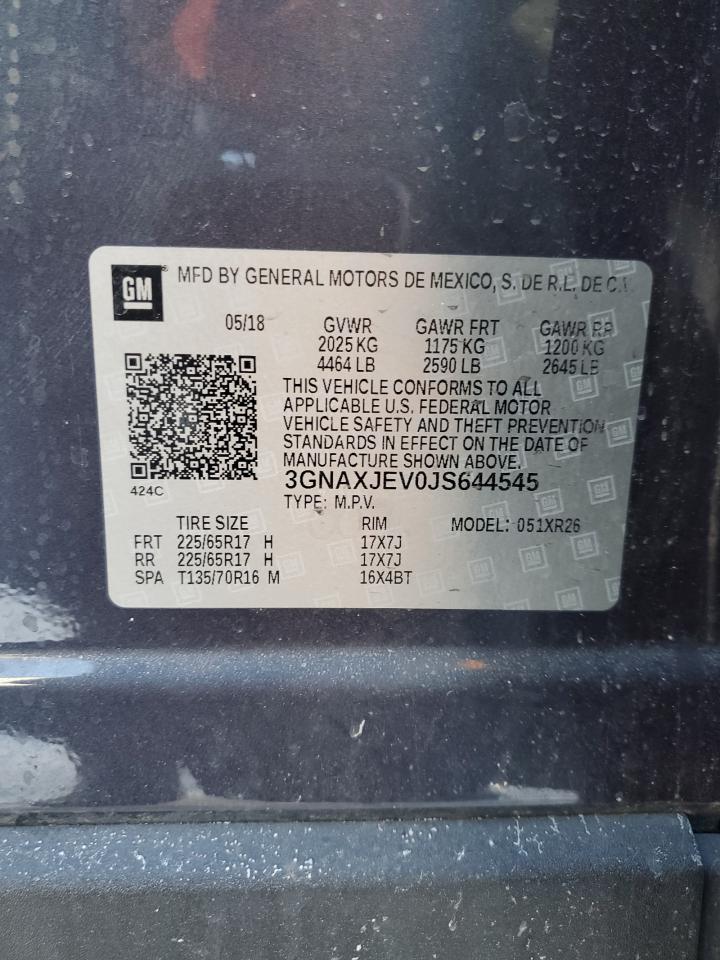 GM ® MFD BY GENERAL MOTORS DE MEXICO, S. DE R.L. DE C.V.
05/18 GVWR GAWR FRT GAWR RR
2025 KG 1175 KG 1200 KG
4464 LB 2590 LB 2645 LB
THIS VEHICLE CONFORMS TO ALL
APPLICABLE U.S. FEDERAL MOTOR
VEHICLE SAFETY AND THEFT PREVENTION
STANDARDS IN EFFECT ON THE DATE OF
MANUFACTURE SHOWN ABOVE.
424C 3GNAXJEV0JS644545
TYPE: M.P.V.
TIRE SIZE RIM MODEL: 051XR26
FRT 225/65R17 H 17X7J
RR 225/65R17 H 17X7J
SPA T135/70R16 M 16X4BT